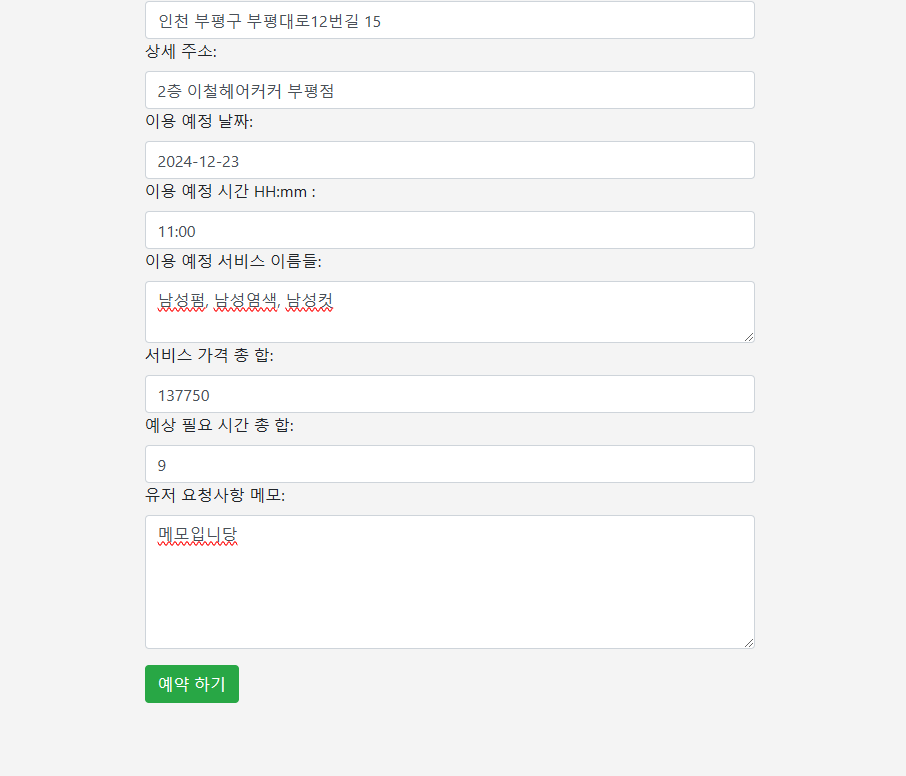 인천 부평구 부평대로12번길 15
상세 주소:
2층 이철헤어커커 부평점
이용 예정 날짜:
2024-12-23
이용 예정 시간 HH:mm :
11:00
이용 예정 서비스 이름들:
남성펌, 남성염색, 남성컷
서비스 가격 총 합:
137750
예상 필요 시간 총 합:
9
유저 요청사항 메모:
메모입니당
예약 하기